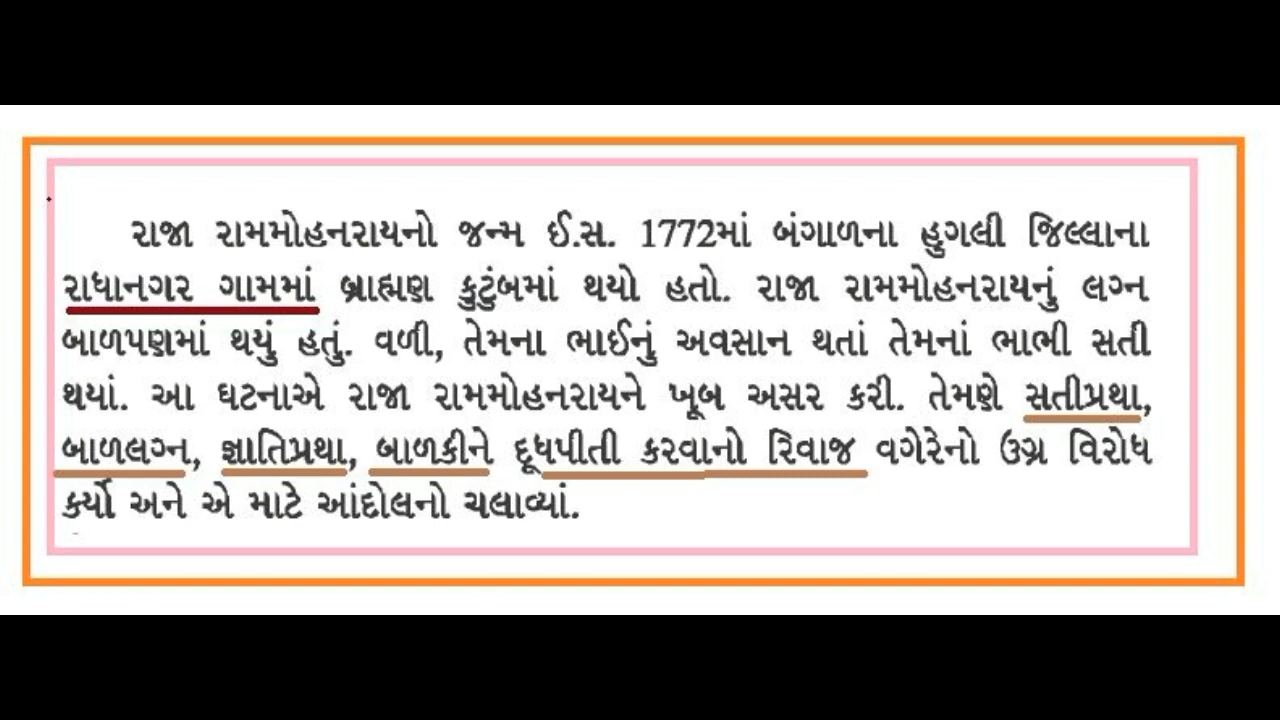 રાજા રામમોહનરાયનો જન્મ ઈ.સ. 1772માં બંગાળના હુગલી જિલ્લાના
રાધાનગર ગામમાં બ્રાહ્મણ કુટુંબમાં થયો હતો. રાજા રામમોહનરાયનું લગ્ન
બાળપણમાં થયું હતું. વળી, તેમના ભાઈનું અવસાન થતાં તેમનાં ભાભી સતી
થયાં. આ ઘટનાએ રાજા રામમોહનરાયને ખૂબ અસર કરી. તેમણે સતીપ્રથા,
બાળલગ્ન, જ્ઞાતિપ્રથા, બાળકીને દૂધપીતી કરવાનો રિવાજ વગેરેનો ઉગ્ર વિરોધ
કર્યો અને એ માટે આંદોલનો ચલાવ્યાં.